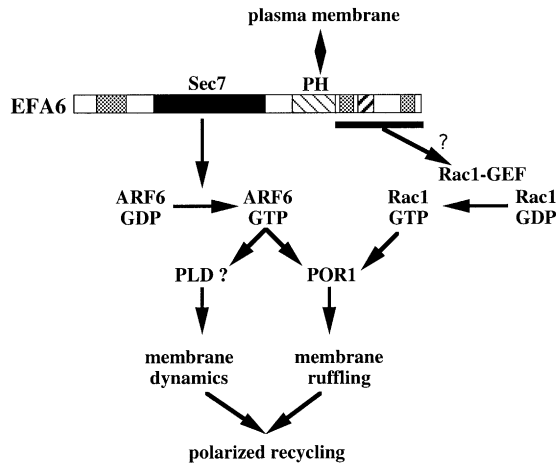 plasma membrane
Sec7
PH
EFA6
?
Rac1-GEF
ARF6 ARF6 Rac1 Rac1
GDP GTP GTP GDP
PLD ? POR1
membrane membrane
dynamics ruffling
polarized recycling